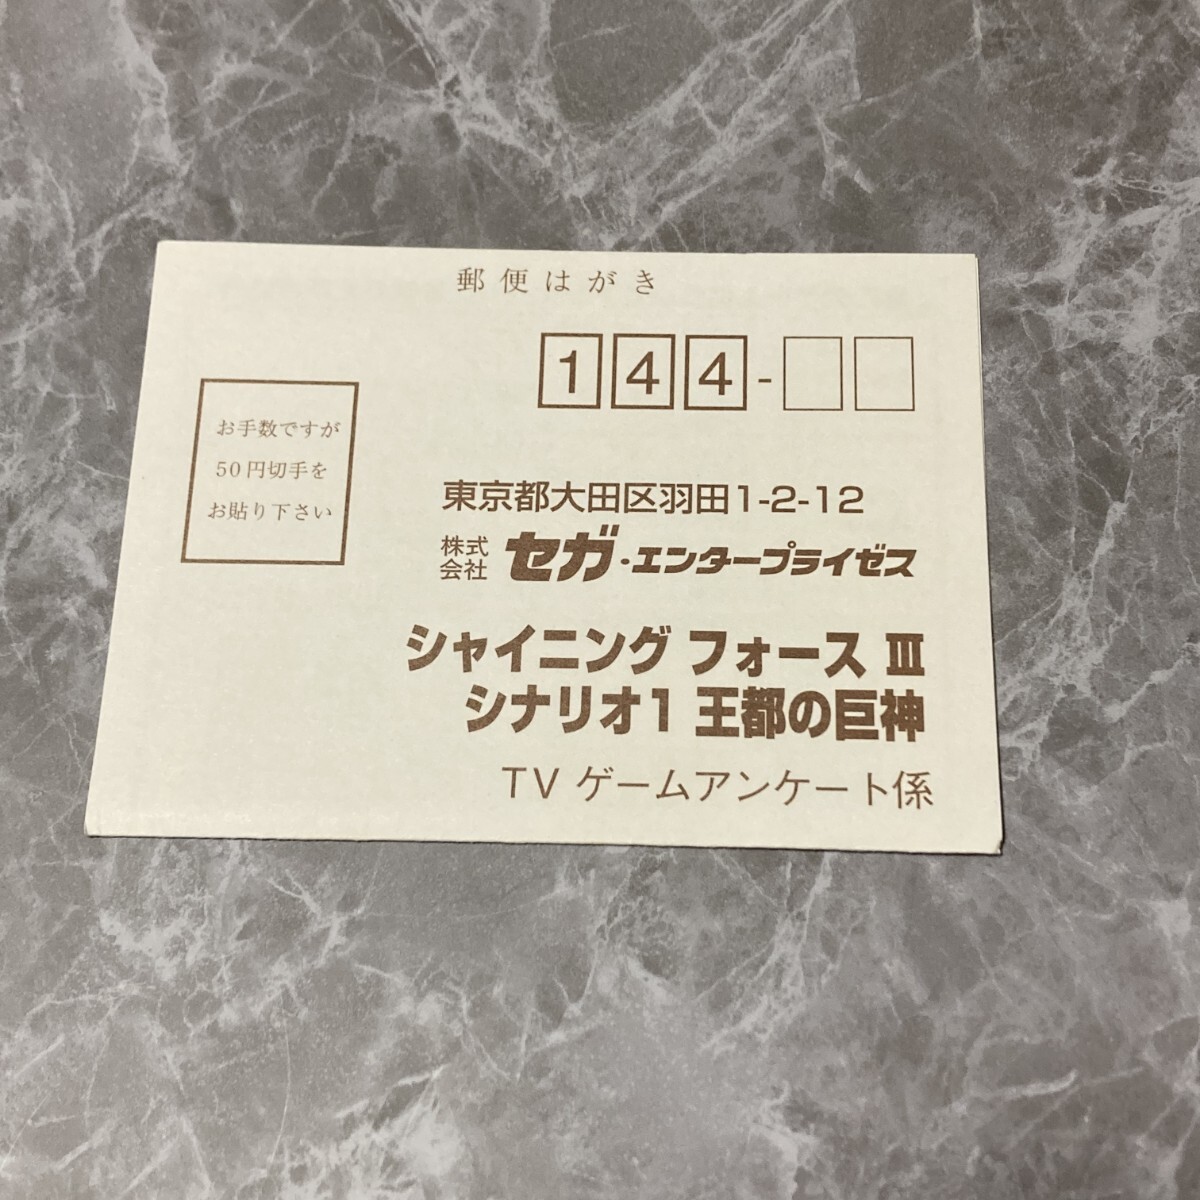 郵便はがき
144-
お手数ですが
50円切手を
お貼り下さい
東京都大田区羽田1-2-12
株式会社 セガ・エンタープライゼス
シャイニング フォース III
シナリオ1 王都の巨神
TV ゲームアンケート係